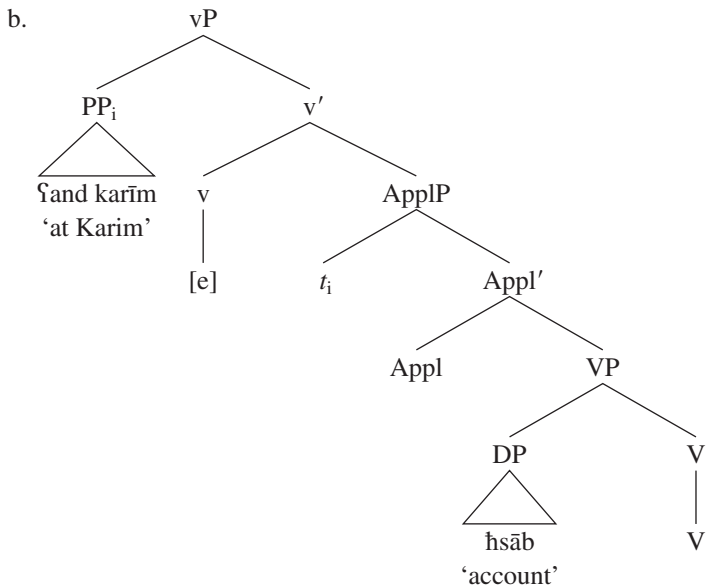 b.
vP
PPi v′
ʕand karīm v ApplP
‘at Karim’
[e] ti Appl′
Appl VP
DP V
ħsāb V
‘account’